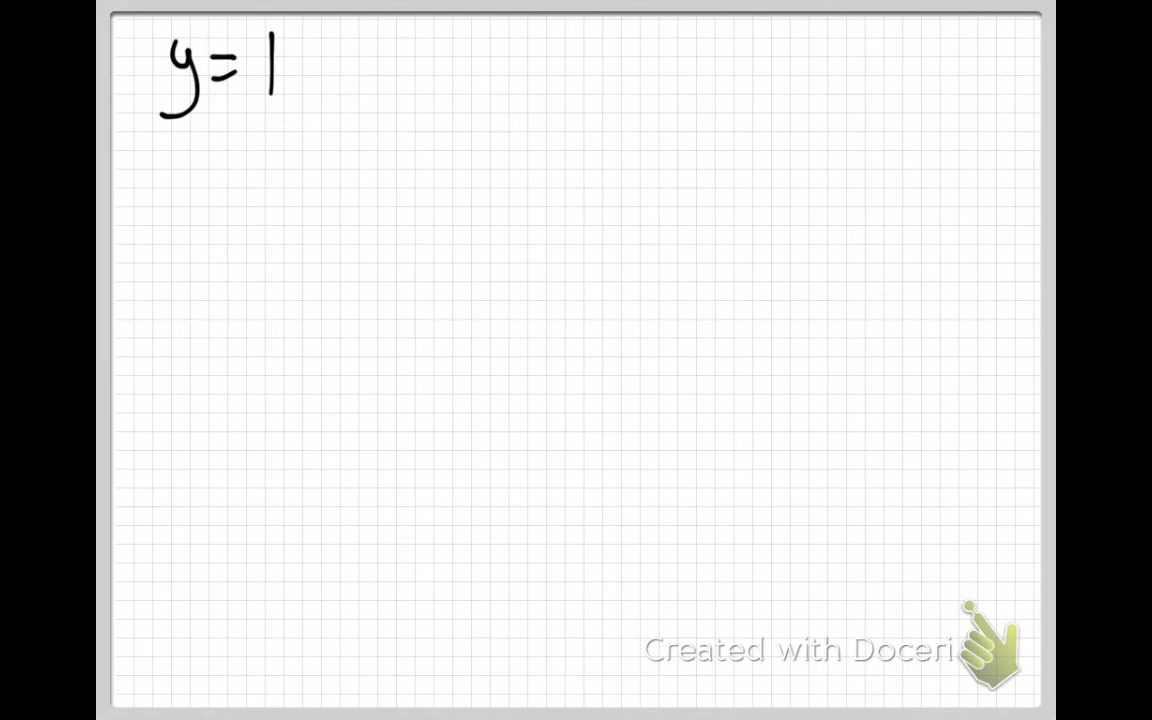 y = 1
Created with Doceri